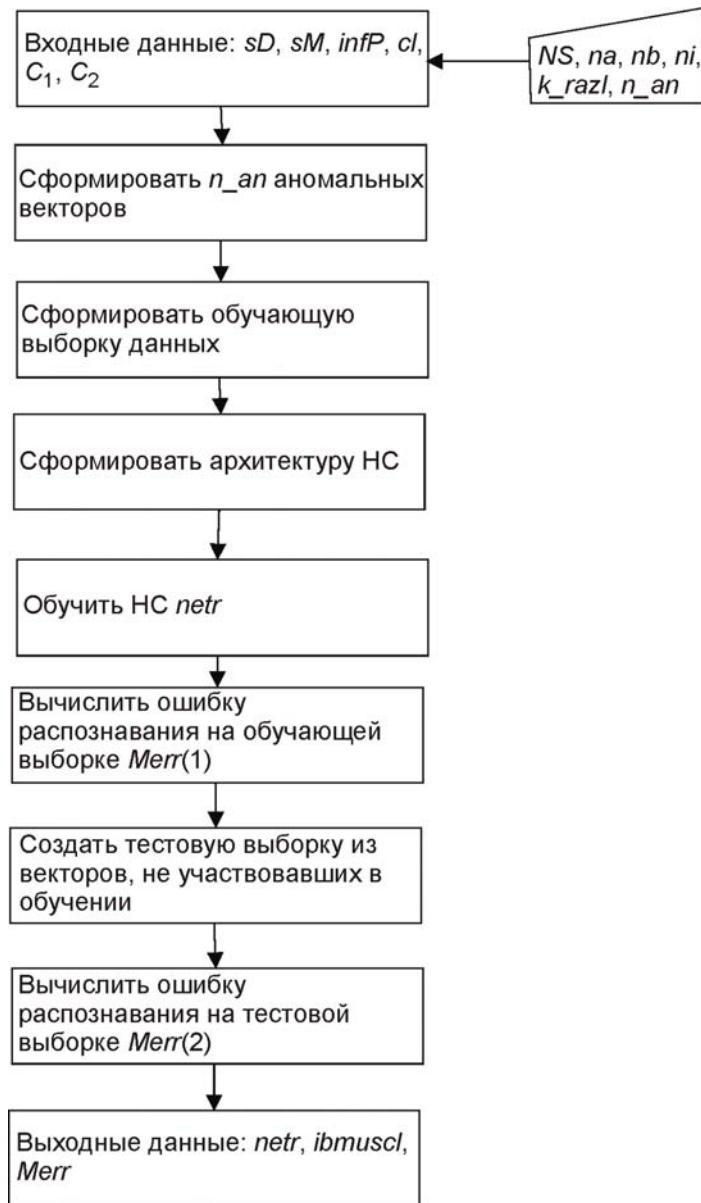 Входные данные: sD, sM, infP, cl,
C₁, C₂
NS, na, nb, ni,
k_razl, n_an
Сформировать n_an аномальных
векторов
Сформировать обучающую
выборку данных
Сформировать архитектуру НС
Обучить НС netr
Вычислить ошибку
распознавания на обучающей
выборке Merr(1)
Создать тестовую выборку из
векторов, не участвовавших в
обучении
Вычислить ошибку
распознавания на тестовой
выборке Merr(2)
Выходные данные: netr, ibmuscl,
Merr